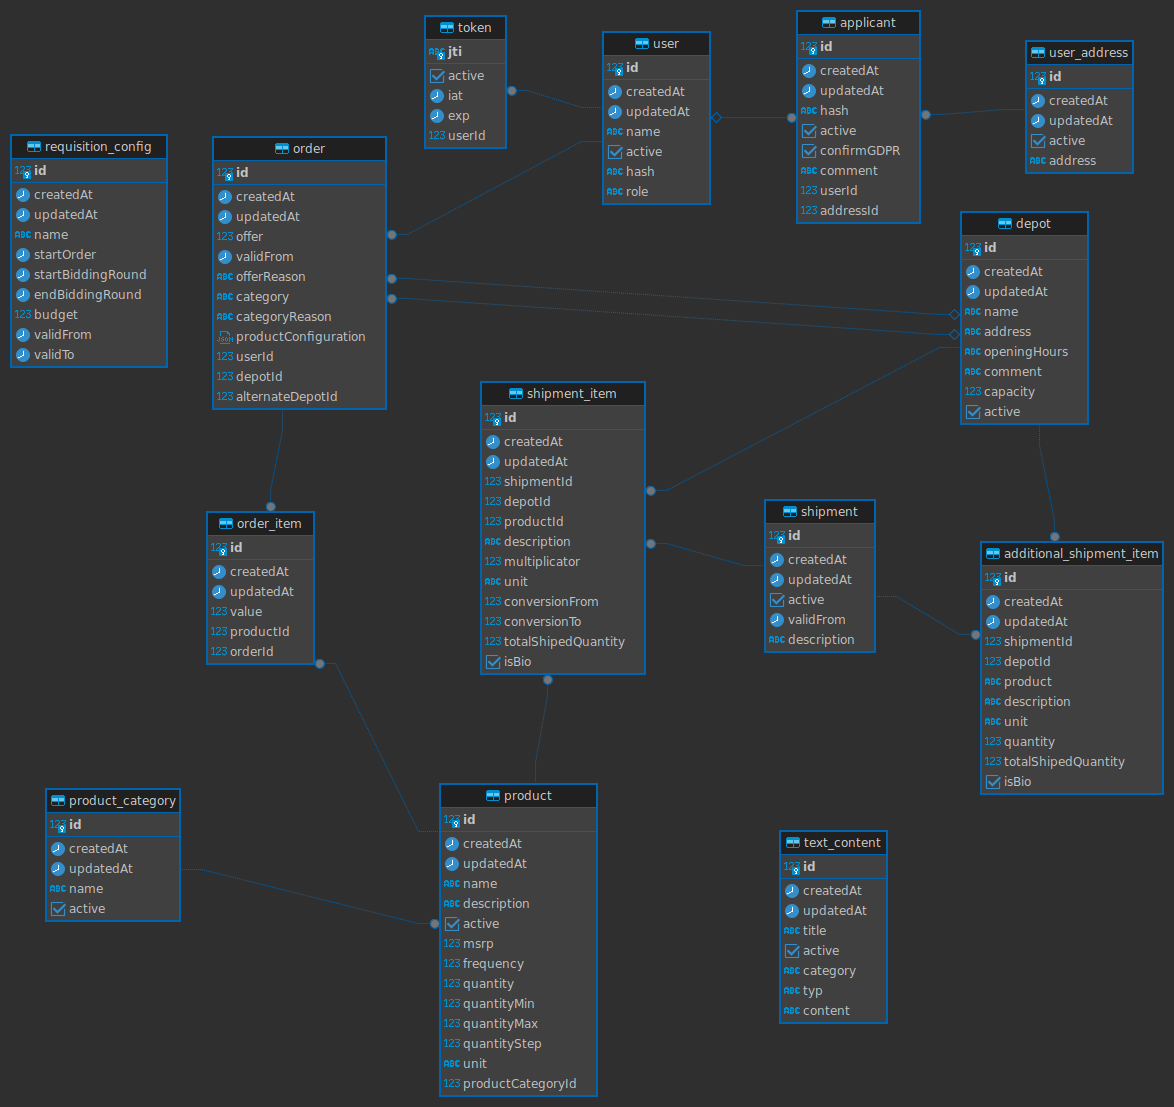 token
jti
active
iat
exp
userId
user
id
createdAt
updatedAt
name
active
hash
role
applicant
id
createdAt
updatedAt
hash
active
confirmGDPR
comment
userId
addressId
user_address
id
createdAt
updatedAt
active
address
requisition_config
id
createdAt
updatedAt
name
startOrder
startBiddingRound
endBiddingRound
budget
validFrom
validTo
order
id
createdAt
updatedAt
offer
validFrom
offerReason
category
categoryReason
productConfiguration
userId
depotId
alternateDepotId
depot
id
createdAt
updatedAt
name
address
openingHours
comment
capacity
active
shipment_item
id
createdAt
updatedAt
shipmentId
depotId
productId
description
multiplicator
unit
conversionFrom
conversionTo
totalShipedQuantity
isBio
order_item
id
createdAt
updatedAt
value
productId
orderId
shipment
id
createdAt
updatedAt
active
validFrom
description
additional_shipment_item
id
createdAt
updatedAt
shipmentId
depotId
product
description
unit
quantity
totalShipedQuantity
isBio
product_category
id
createdAt
updatedAt
name
active
product
id
createdAt
updatedAt
name
description
active
msrp
frequency
quantity
quantityMin
quantityMax
quantityStep
unit
productCategoryId
text_content
id
createdAt
updatedAt
title
active
category
typ
content